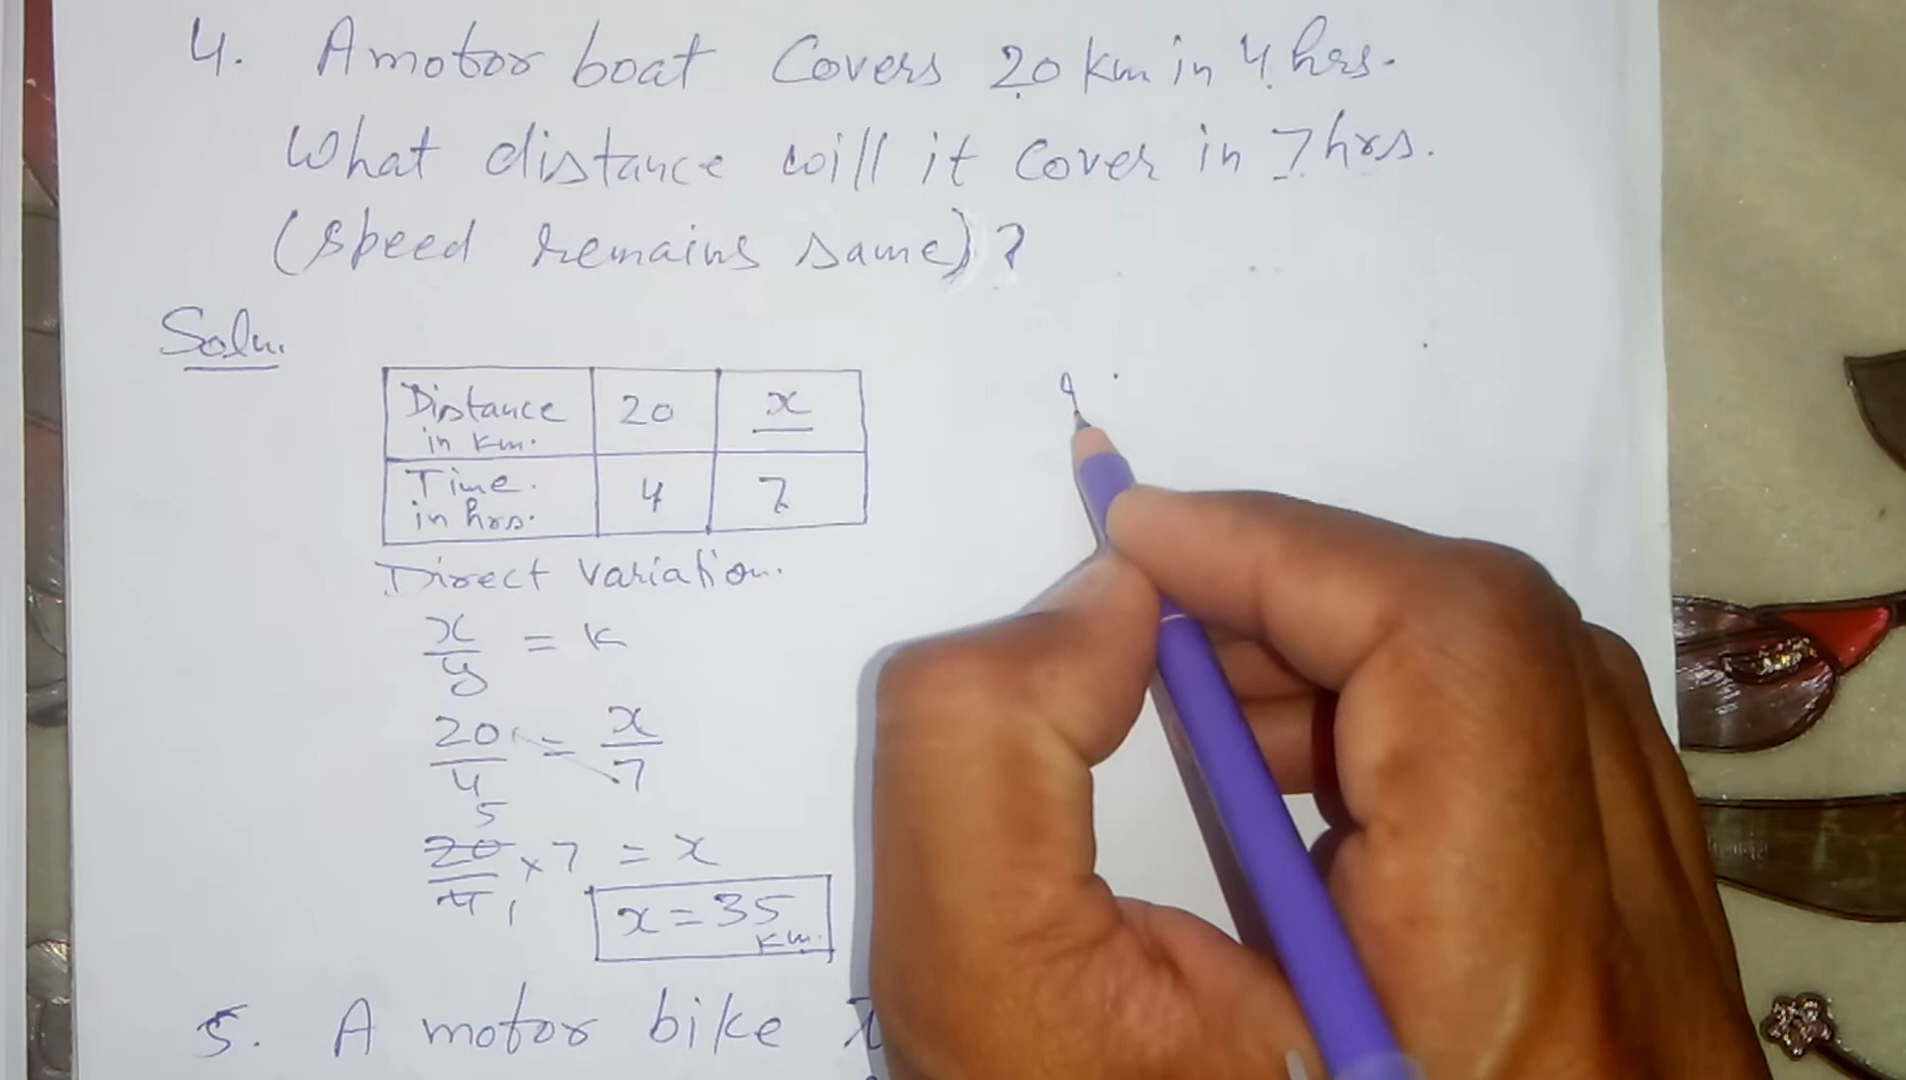 4. A motor boat Covers 20 km in 4 hrs.
What distance will it cover in 7 hrs.
(speed remains same)?
Soln.
Distance in km. 20 x
Time in hrs. 4 7
Direct variation.
x/y = k
20/4 = x/7
5
20/4 1 × 7 = x
x = 35 km.
5. A motor bike